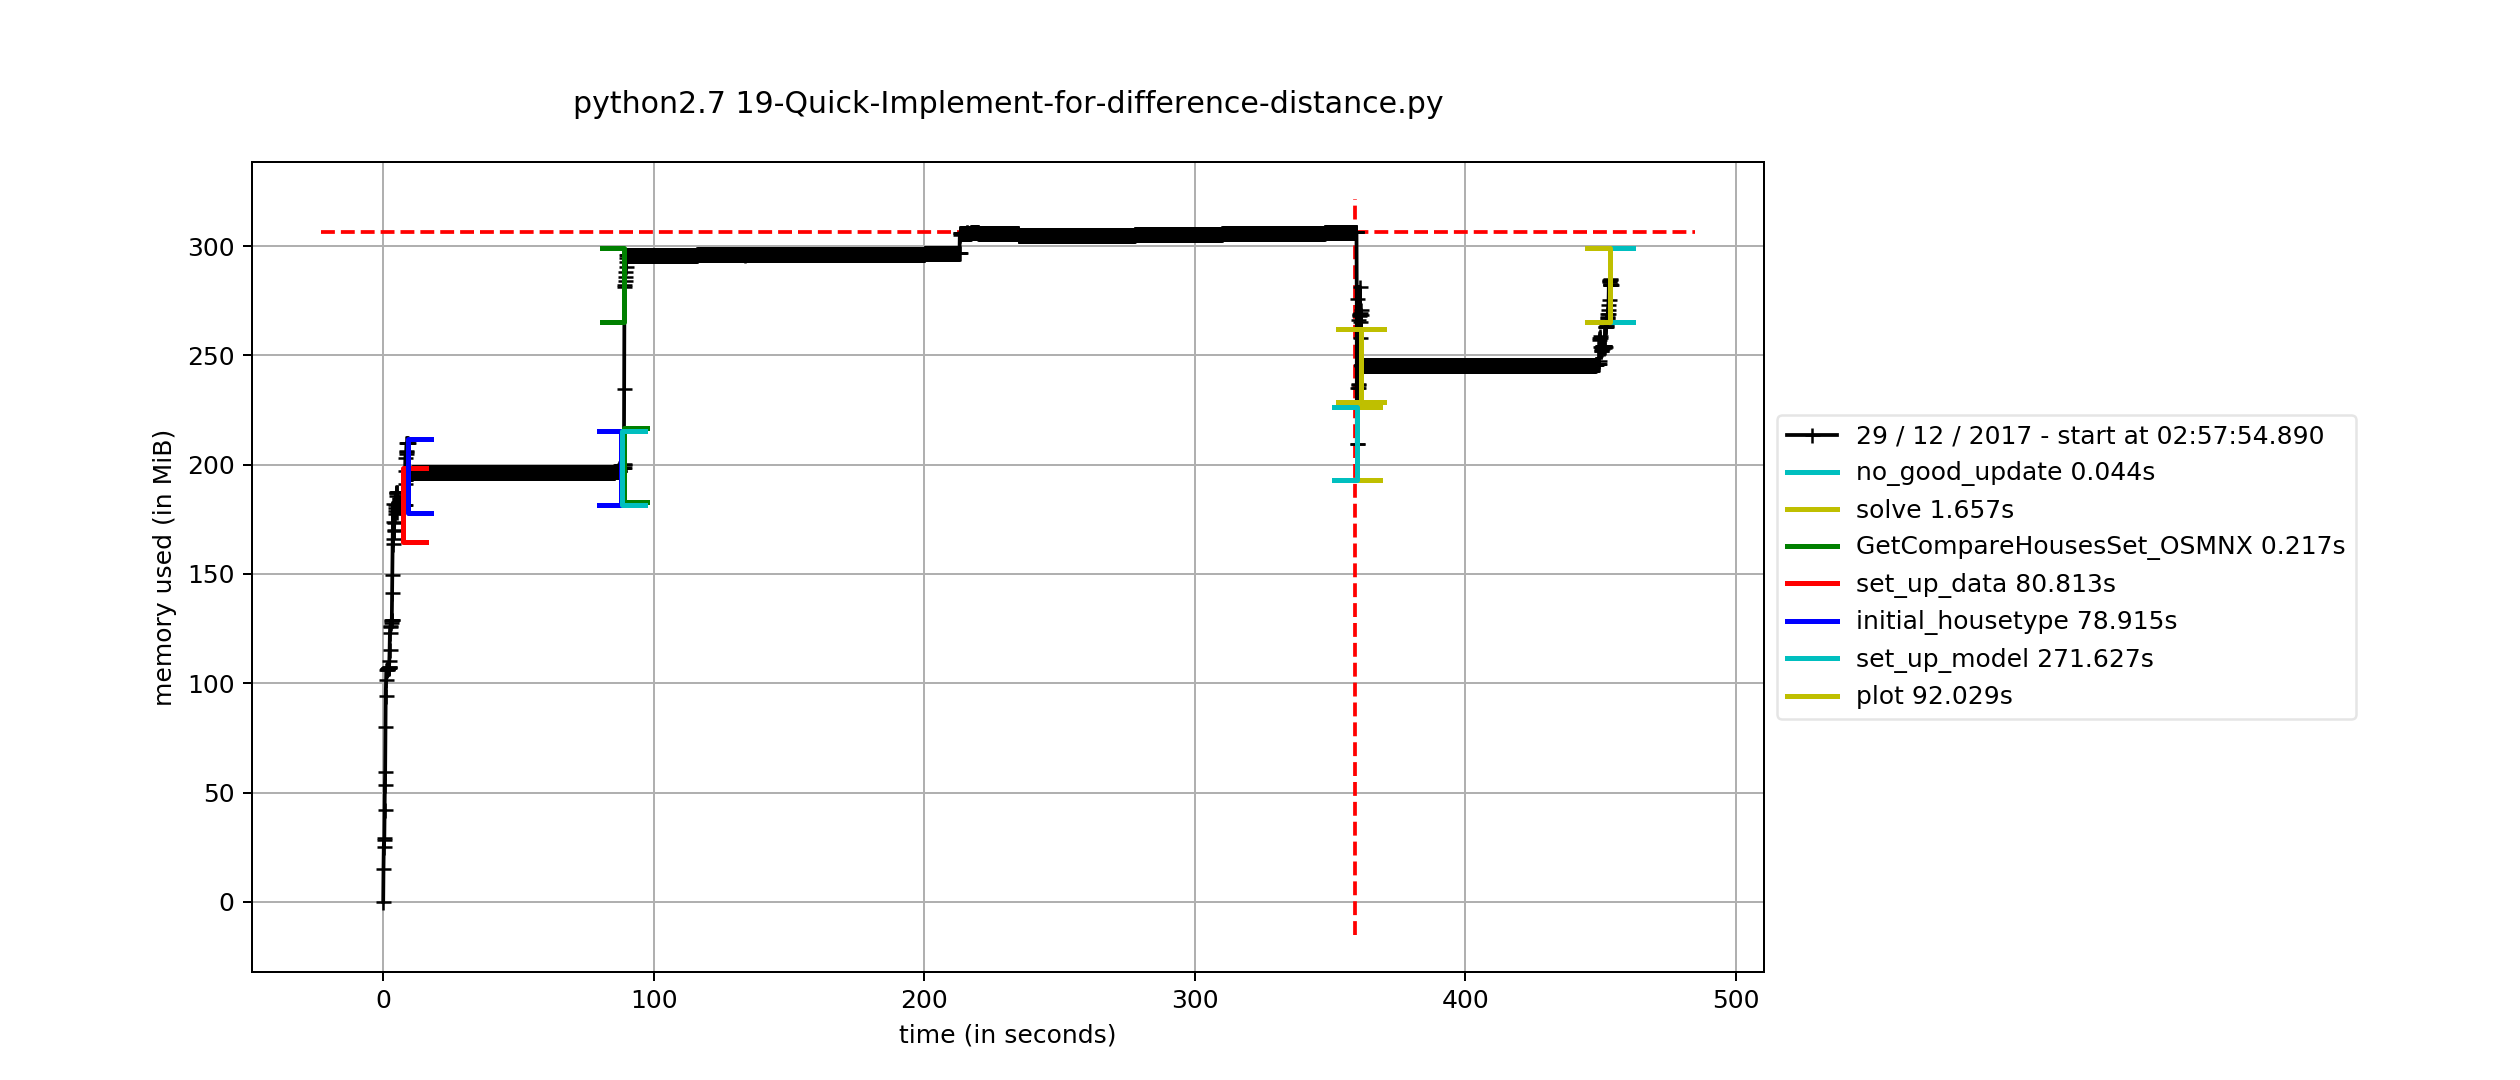 python2.7 19-Quick-Implement-for-difference-distance.py
300
250
200
150
100
50
0
memory used (in MiB)
0 100 200 300 400 500
time (in seconds)
29 / 12 / 2017 - start at 02:57:54.890
no_good_update 0.044s
solve 1.657s
GetCompareHousesSet_OSMNX 0.217s
set_up_data 80.813s
initial_housetype 78.915s
set_up_model 271.627s
plot 92.029s